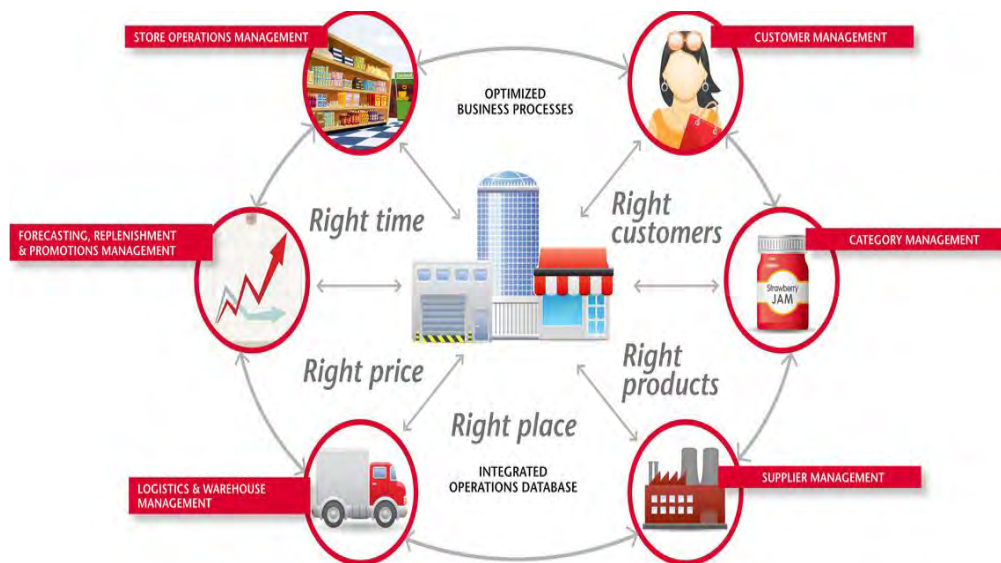 STORE OPERATIONS MANAGEMENT
CUSTOMER MANAGEMENT
OPTIMIZED
BUSINESS PROCESSES
Right time
Right
customers
FORECASTING, REPLENISHMENT
& PROMOTIONS MANAGEMENT
CATEGORY MANAGEMENT
Strawberry
JAM
Right price
Right
products
Right place
INTEGRATED
OPERATIONS DATABASE
LOGISTICS & WAREHOUSE
MANAGEMENT
SUPPLIER MANAGEMENT